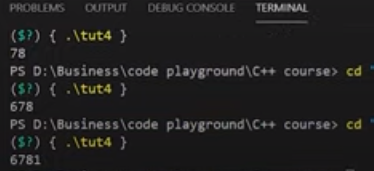 PROBLEMS OUTPUT DEBUG CONSOLE TERMINAL
($?) { .\tut4 }
78
PS D:\Business\code playground\C++ course> cd "
($?) { .\tut4 }
678
PS D:\Business\code playground\C++ course> cd "
($?) { .\tut4 }
6781